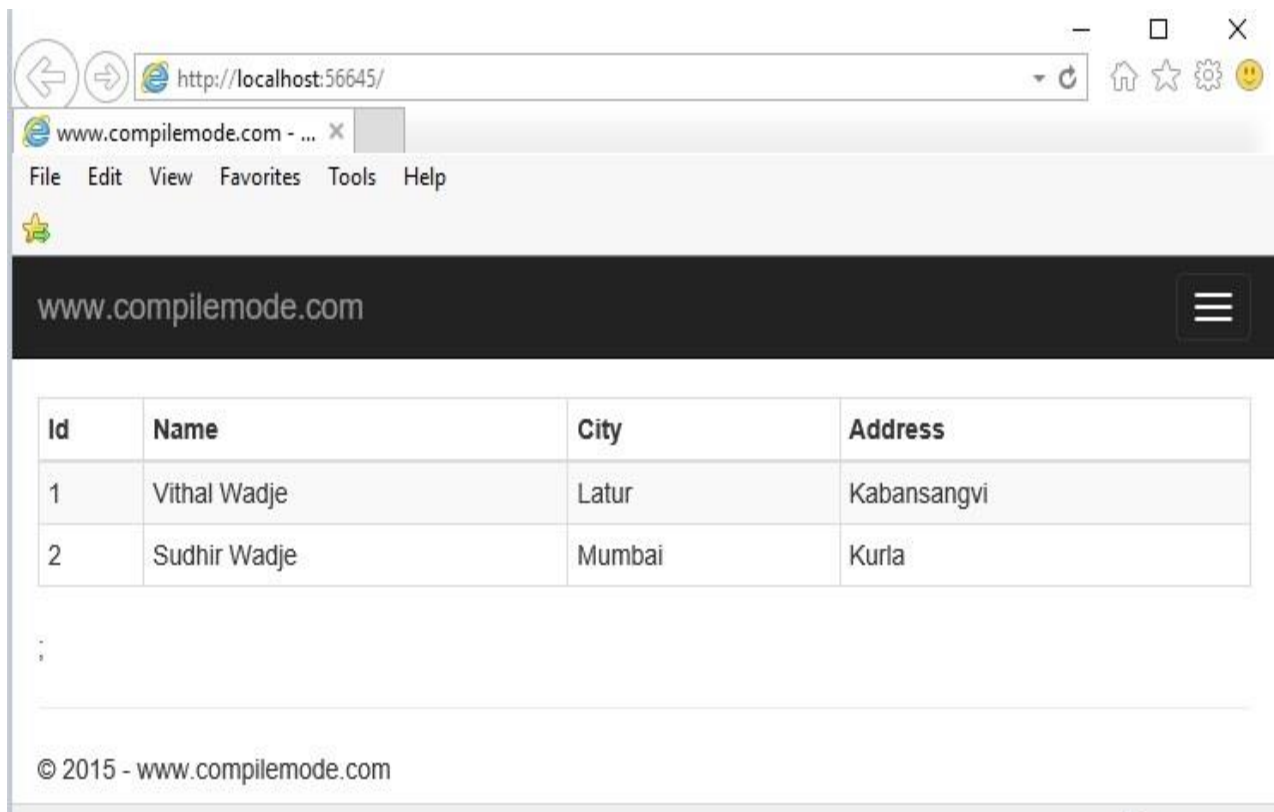 http://localhost:56645/
www.compilemode.com - ...
File Edit View Favorites Tools Help
www.compilemode.com
Id Name City Address
1 Vithal Wadje Latur Kabansangvi
2 Sudhir Wadje Mumbai Kurla
;
© 2015 - www.compilemode.com